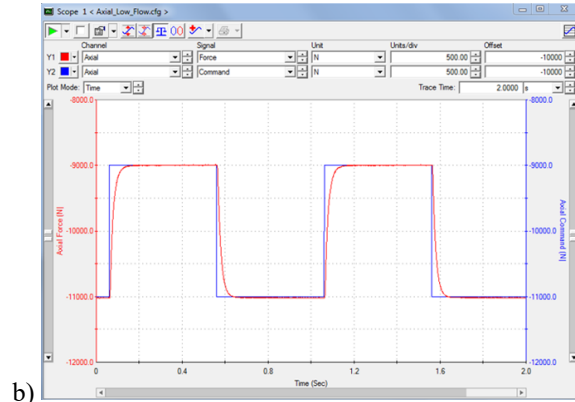 Scope 1 < Axial_Low_Flow.cfg >
Channel Signal Unit Units/div Offset
Y1 Axial Force N 500.00 -10000
Y2 Axial Command N 500.00 -10000
Plot Mode: Time Trace Time: 2.0000 s
-8000.0 -8000.0
-9000.0 -9000.0
-10000.0 -10000.0
-11000.0 -11000.0
-12000.0 -12000.0
Axial Force [N]
Axial Command [N]
0 0.4 0.8 1.2 1.6 2.0
Time (Sec)
b)